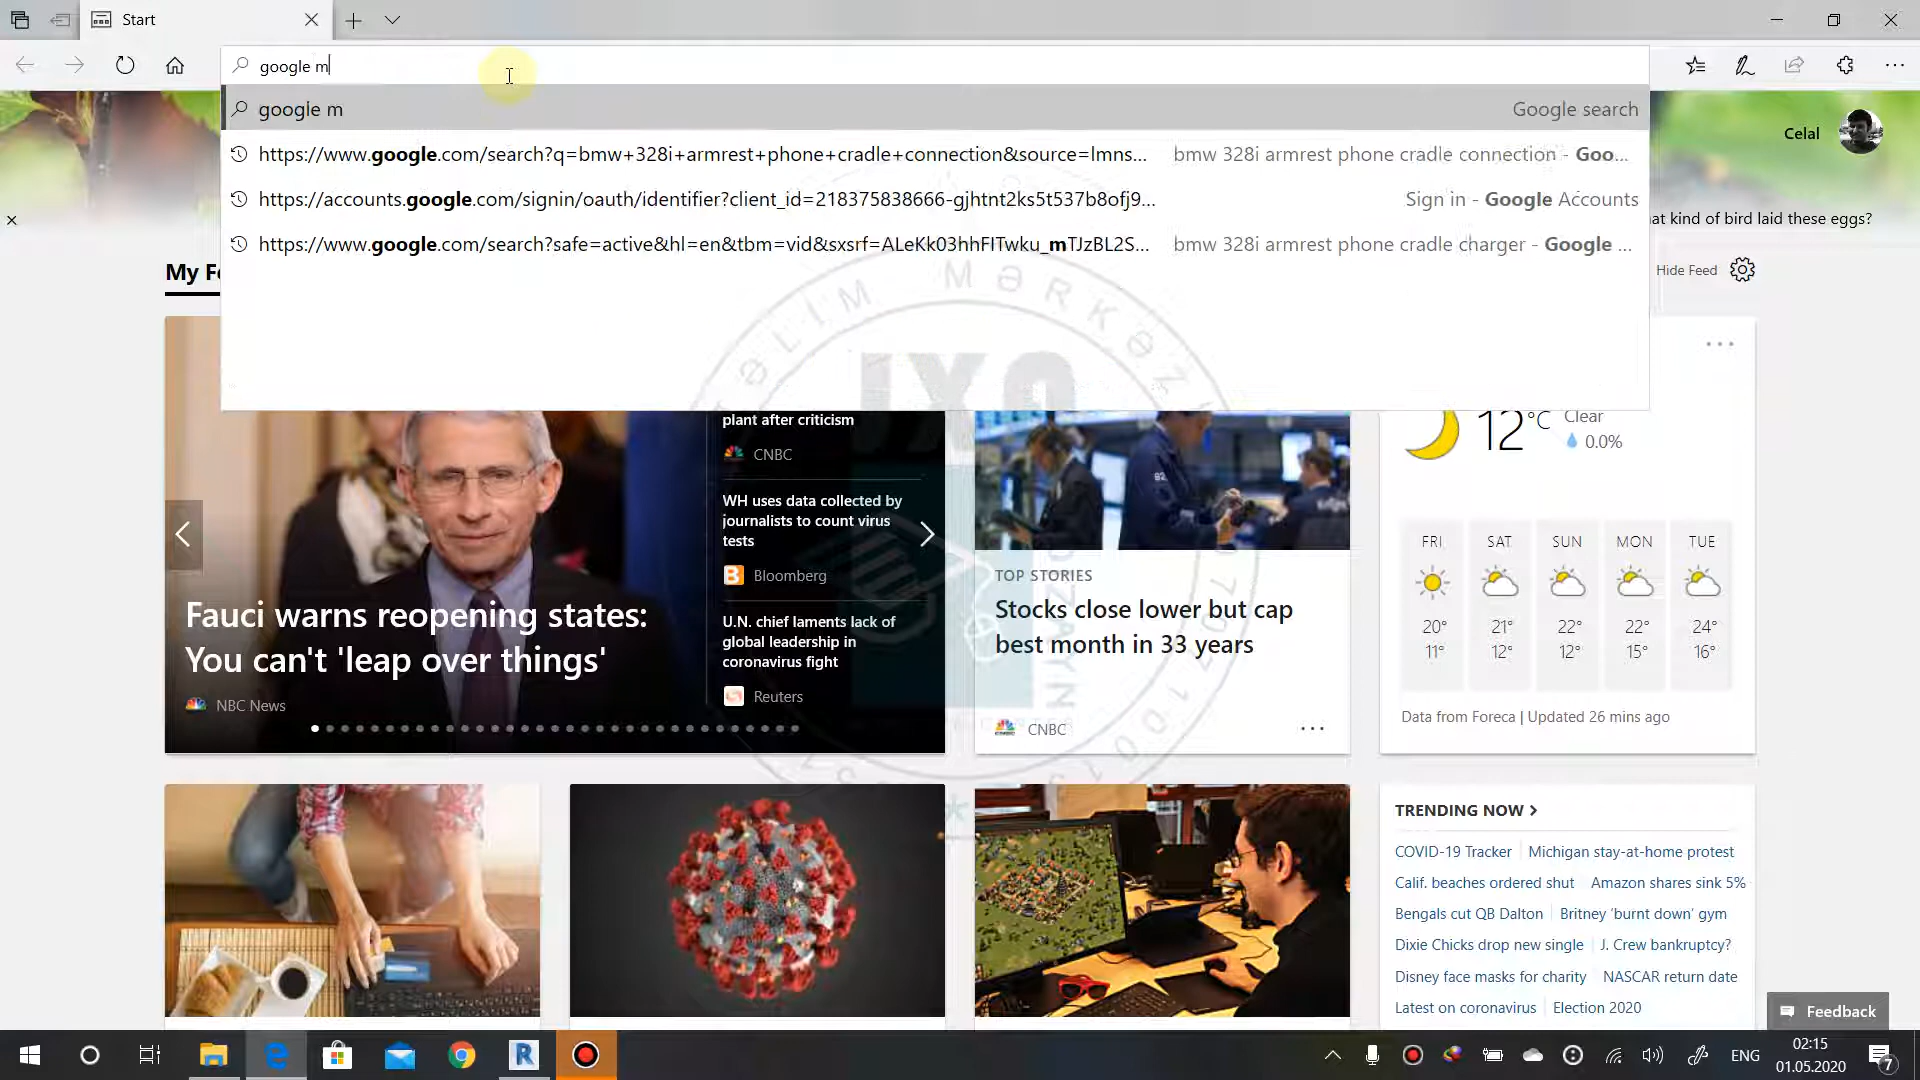 Start
google m
google m
Google search
https://www.google.com/search?q=bmw+328i+armrest+phone+cradle+connection&source=lmns...
bmw 328i armrest phone cradle connection - Goo...
https://accounts.google.com/signin/oauth/identifier?client_id=218375838666-gjhtnt2ks5t537b8ofj9...
Sign in - Google Accounts
https://www.google.com/search?safe=active&hl=en&tbm=vid&sxsrf=ALeKk03hhFITwku_mTJzBL2S...
bmw 328i armrest phone cradle charger - Google ...
Celal
at kind of bird laid these eggs?
My Fe
Hide Feed
plant after criticism
CNBC
WH uses data collected by
journalists to count virus
tests
Bloomberg
U.N. chief laments lack of
global leadership in
coronavirus fight
Reuters
Fauci warns reopening states:
You can't 'leap over things'
NBC News
TOP STORIES
Stocks close lower but cap
best month in 33 years
CNBC
12°C
Clear
0.0%
FRI SAT SUN MON TUE
20° 21° 22° 22° 24°
11° 12° 12° 15° 16°
Data from Foreca | Updated 26 mins ago
TRENDING NOW
COVID-19 Tracker Michigan stay-at-home protest
Calif. beaches ordered shut Amazon shares sink 5%
Bengals cut QB Dalton Britney 'burnt down' gym
Dixie Chicks drop new single J. Crew bankruptcy?
Disney face masks for charity NASCAR return date
Latest on coronavirus Election 2020
Feedback
ENG
02:15
01.05.2020
7